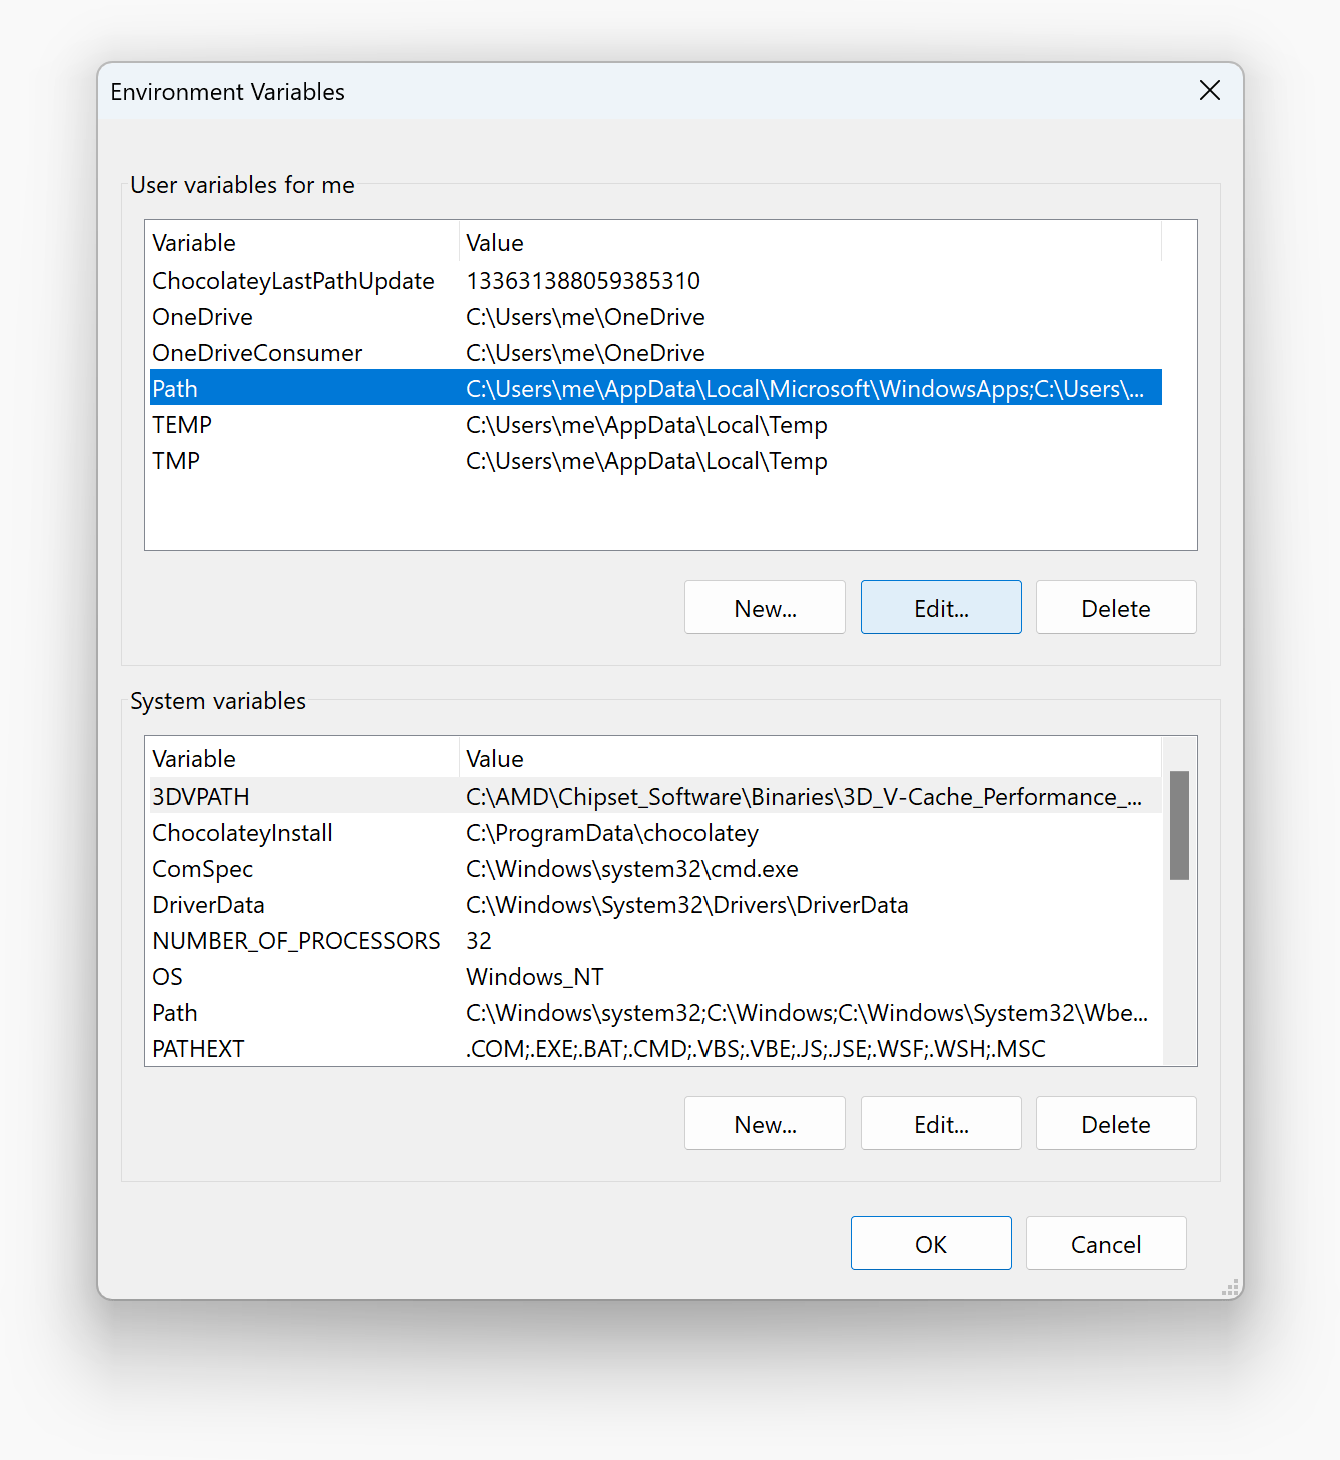 Environment Variables
User variables for me
Variable Value
ChocolateyLastPathUpdate 133631388059385310
OneDrive C:\Users\me\OneDrive
OneDriveConsumer C:\Users\me\OneDrive
Path C:\Users\me\AppData\Local\Microsoft\WindowsApps;C:\Users\...
TEMP C:\Users\me\AppData\Local\Temp
TMP C:\Users\me\AppData\Local\Temp
New... Edit... Delete
System variables
Variable Value
3DVPATH C:\AMD\Chipset_Software\Binaries\3D_V-Cache_Performance_...
ChocolateyInstall C:\ProgramData\chocolatey
ComSpec C:\Windows\system32\cmd.exe
DriverData C:\Windows\System32\Drivers\DriverData
NUMBER_OF_PROCESSORS 32
OS Windows_NT
Path C:\Windows\system32;C:\Windows;C:\Windows\System32\Wbe...
PATHEXT .COM;.EXE;.BAT;.CMD;.VBS;.VBE;.JS;.JSE;.WSF;.WSH;.MSC
New... Edit... Delete
OK Cancel